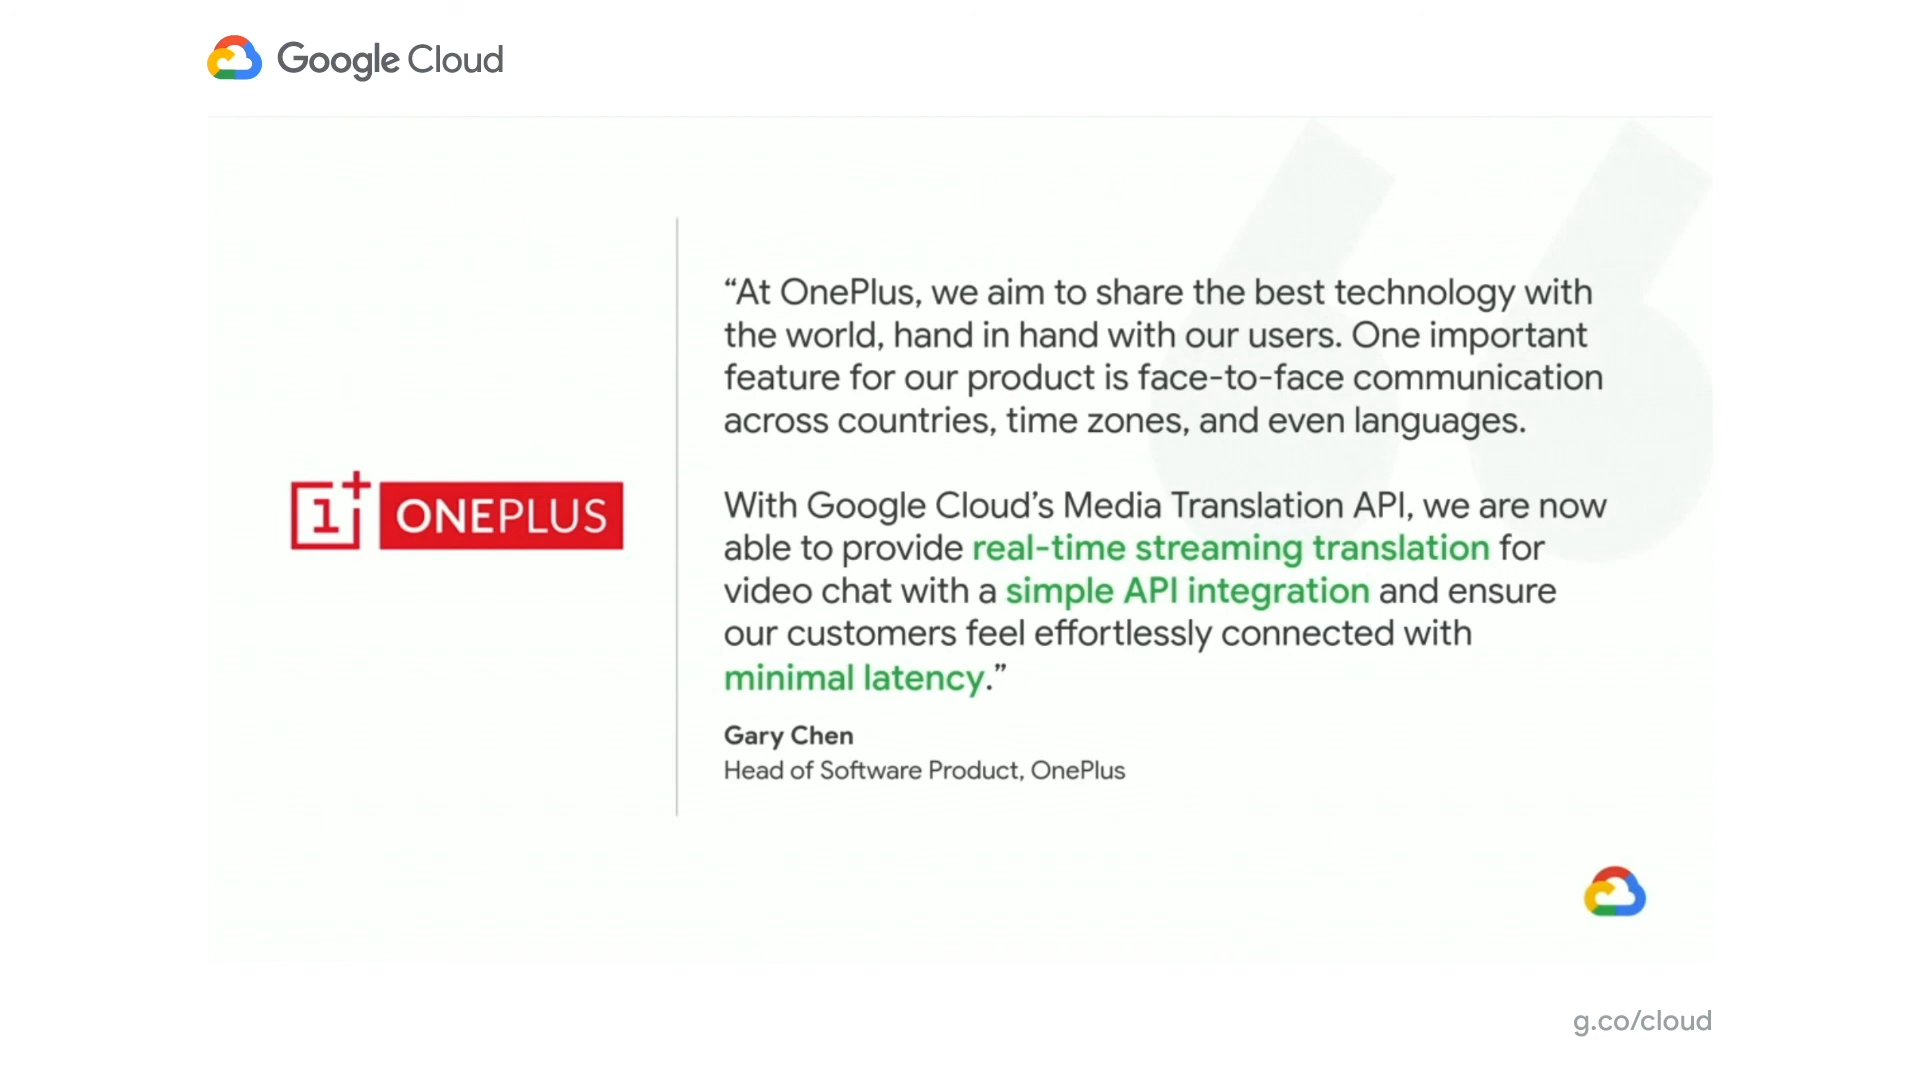 Google Cloud
1+ ONEPLUS
“At OnePlus, we aim to share the best technology with
the world, hand in hand with our users. One important
feature for our product is face-to-face communication
across countries, time zones, and even languages.
With Google Cloud’s Media Translation API, we are now
able to provide real-time streaming translation for
video chat with a simple API integration and ensure
our customers feel effortlessly connected with
minimal latency.”
Gary Chen
Head of Software Product, OnePlus
g.co/cloud